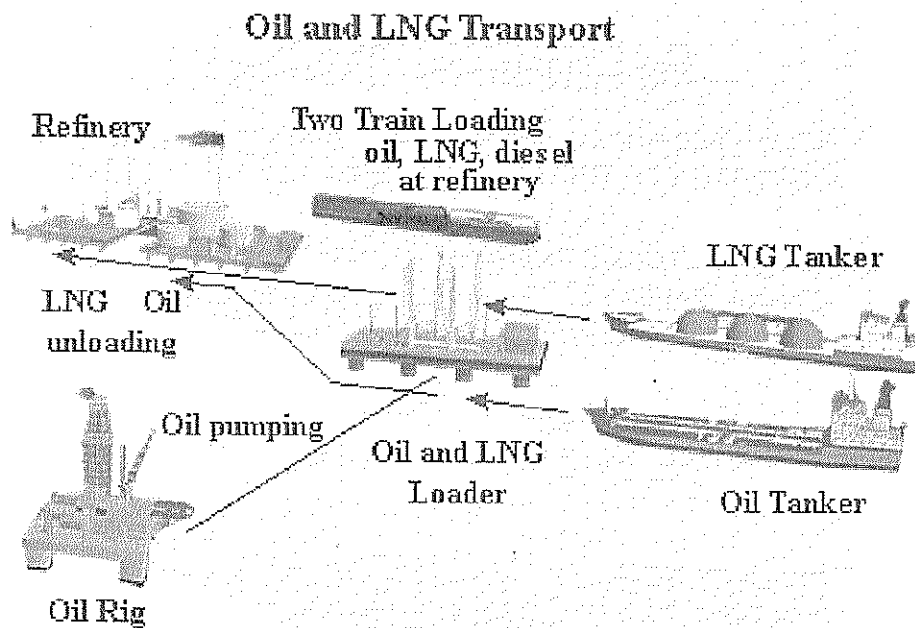 Oil and LNG Transport
Refinery
Two Train Loading
oil, LNG, diesel
at refinery
LNG Tanker
LNG Oil
unloading
Oil pumping
Oil and LNG
Loader
Oil Tanker
Oil Rig